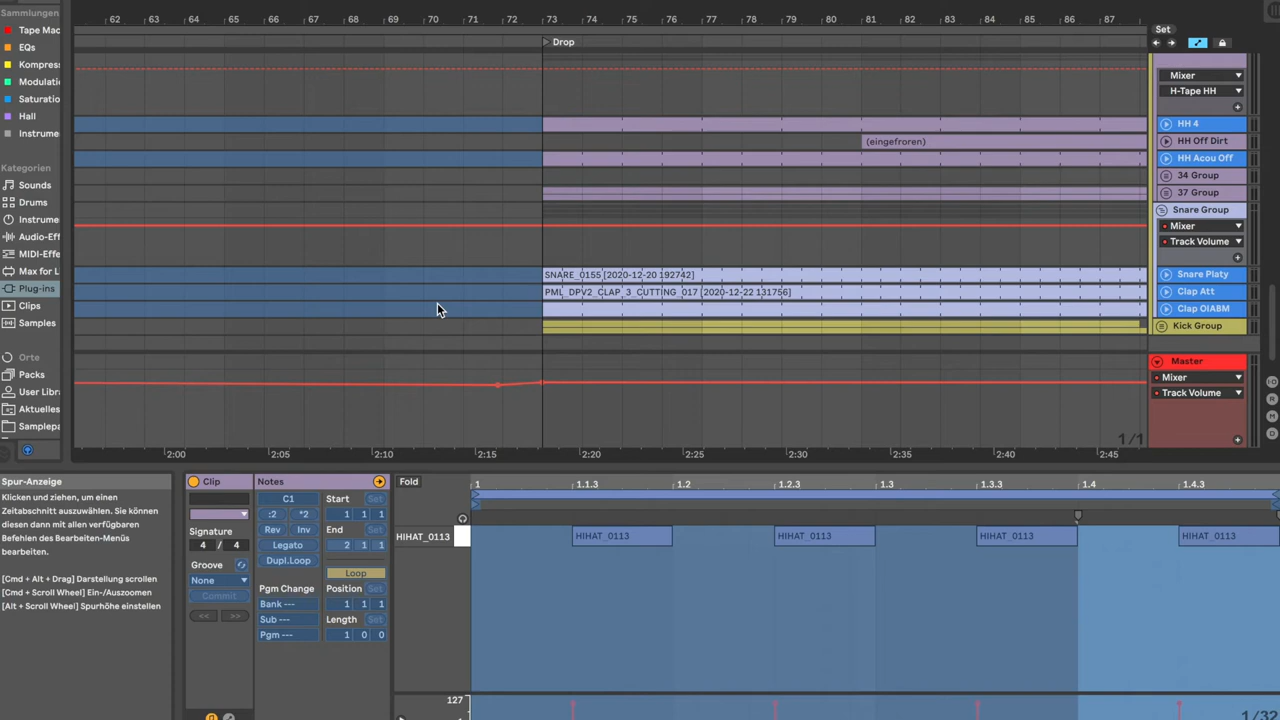 Sammlungen
62 63 64 65 66 67 68 69 70 71 72 73 74 75 76 77 78 79 80 81 82 83 84 85 86 87
Tape Mac
Set
EQs
Drop
Kompres
Mixer
Modulati
H-Tape HH
Saturatio
Hall
HH 4
Instrume
(eingefroren)
HH Off Dirt
HH Acou Off
Kategorien
34 Group
Sounds
37 Group
Drums
Snare Group
Instrume
Mixer
Audio-Eff
Track Volume
MIDI-Effe
Max for L
SNARE_0155 [2020-12-20 192742]
Snare Platy
Plug-ins
PML_DPV2_CLAP_3_CUTTING_017 [2020-12-22 131756]
Clap Att
Clips
Clap OIABM
Samples
Kick Group
Orte
Master
Packs
Mixer
User Libr
Track Volume
Aktuelles
Samplepa
1/1
2:00 2:05 2:10 2:15 2:20 2:25 2:30 2:35 2:40 2:45
Spur-Anzeige
Klicken und ziehen, um einen
Zeitabschnitt auszuwählen. Sie können
diesen dann mit allen verfügbaren
Befehlen des Bearbeiten-Menüs
bearbeiten.
[Cmd + Alt + Drag] Darstellung scrollen
[Cmd + Scroll Wheel] Ein-/Auszoomen
[Alt + Scroll Wheel] Spurhöhe einstellen
Clip
Signature
4 / 4
Groove
None
Commit
<< >>
Notes
C1
:2 *2
Rev Inv
Legato
Dupl.Loop
Pgm Change
Bank ---
Sub ---
Pgm ---
Start Set
1 1 1
End Set
2 1 1
Loop
Position Set
1 1 1
Length Set
1 0 0
Fold
1 1.1.3 1.2 1.2.3 1.3 1.3.3 1.4 1.4.3
HIHAT_0113 HIHAT_0113 HIHAT_0113 HIHAT_0113 HIHAT_0113
127
1/32